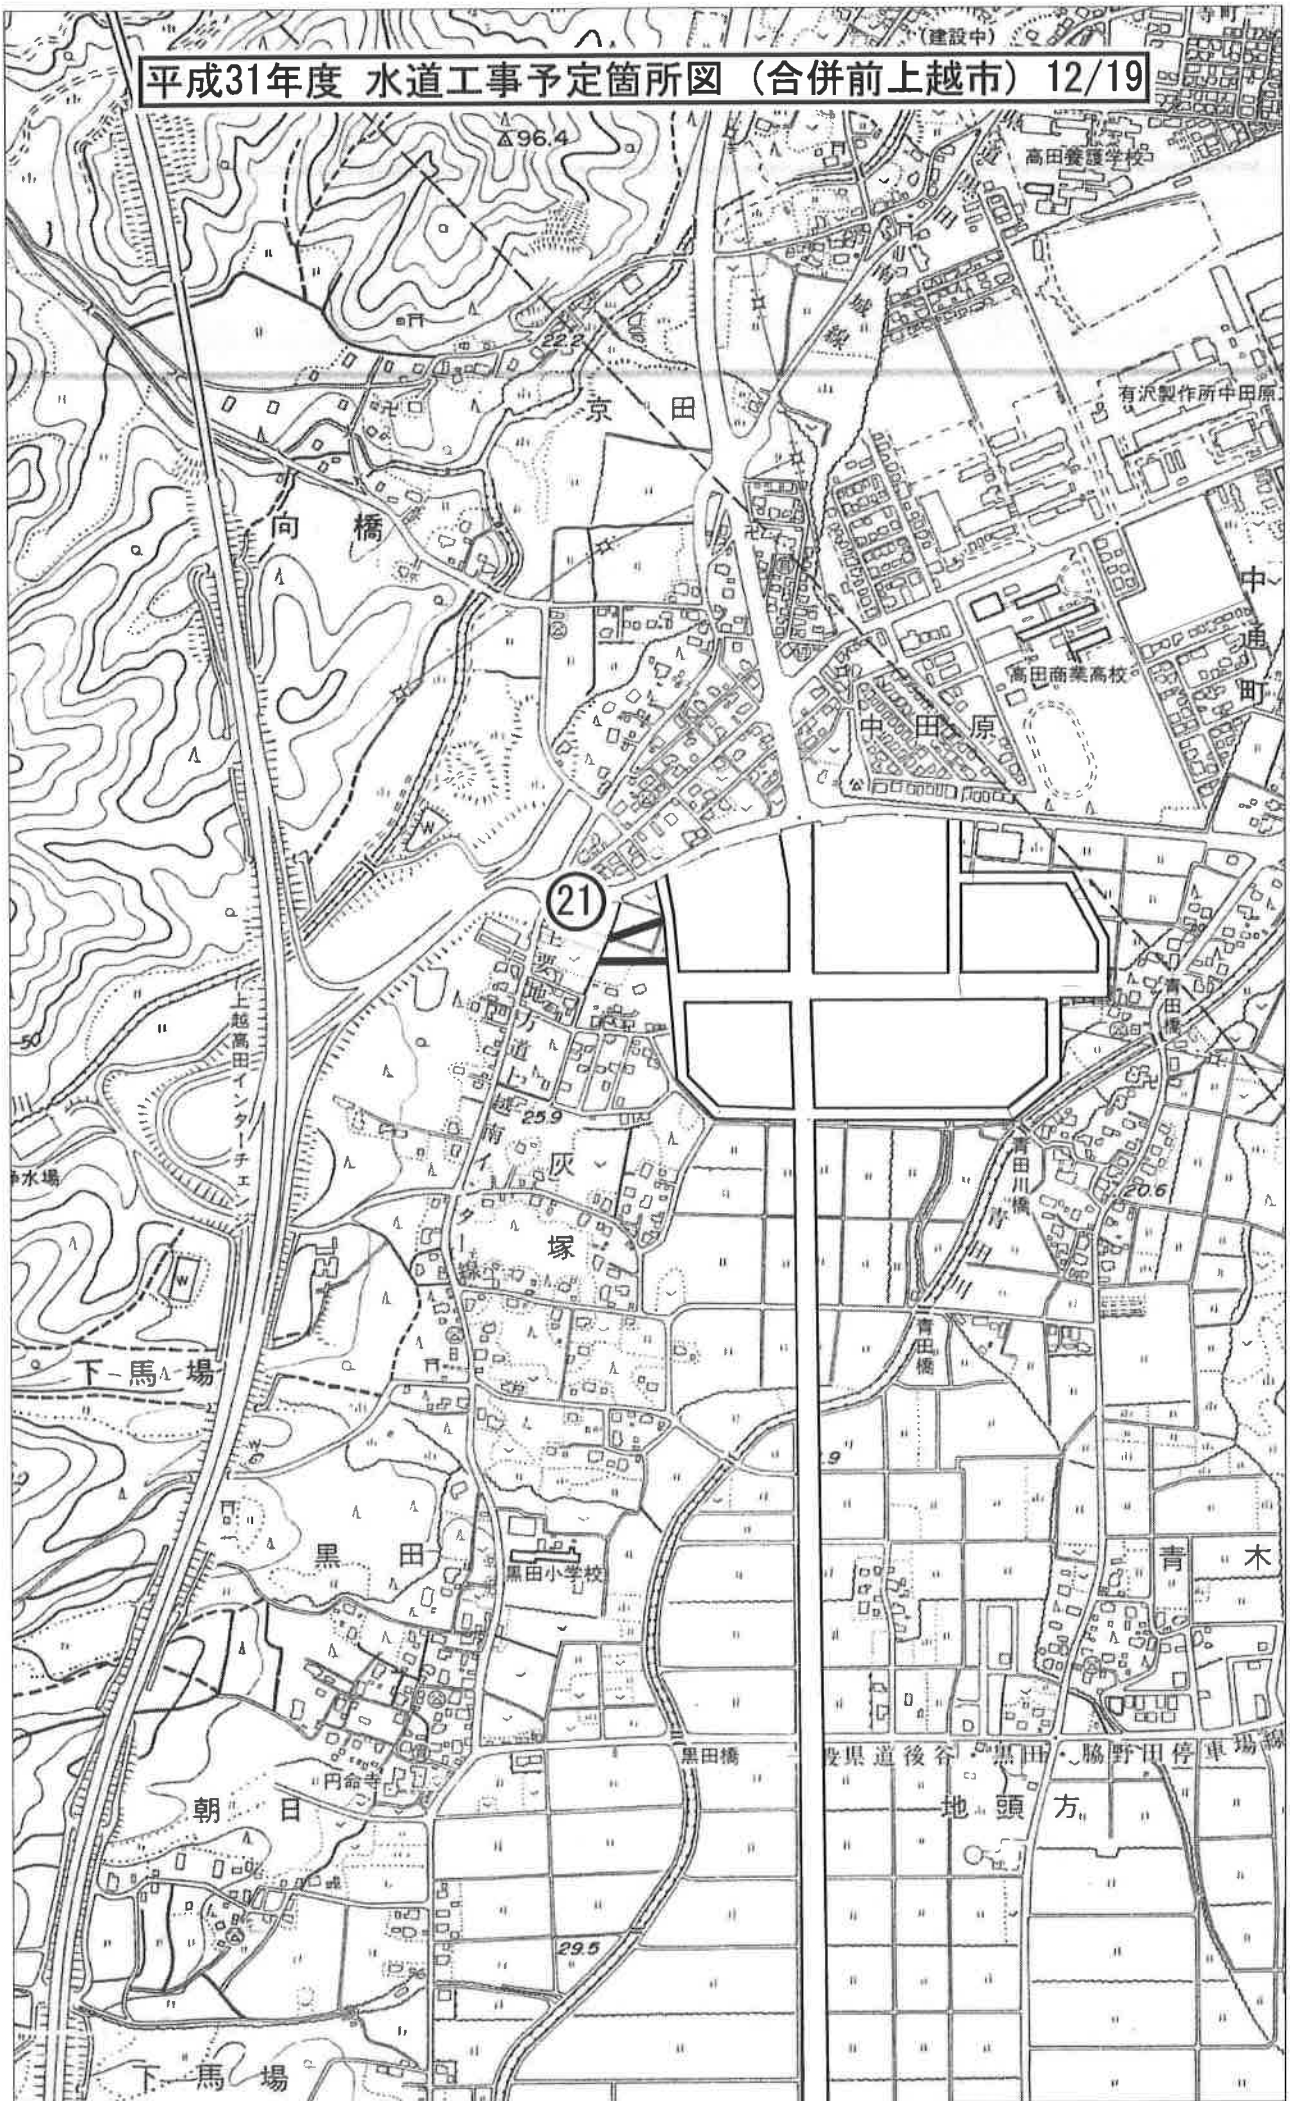 寺町
(建設中)
平成31年度 水道工事予定箇所図 (合併前上越市) 12/19
96.4
高田養護学校
城
線
22.2
有沢製作所中田原
京田
向橋
中通町
高田商業高校
中田原
21
主要地方道上越南インター線
青田橋
上越高田インターチェン
50
川
25.9
灰塚
青田川橋
20.6
浄水場
青田川
青田橋
下馬場
.9
黒田
黒田小学校
青木
黒田橋
般県道後谷黒田・脇野田停車場線
円命寺
朝日
地頭方
29.5
下馬場